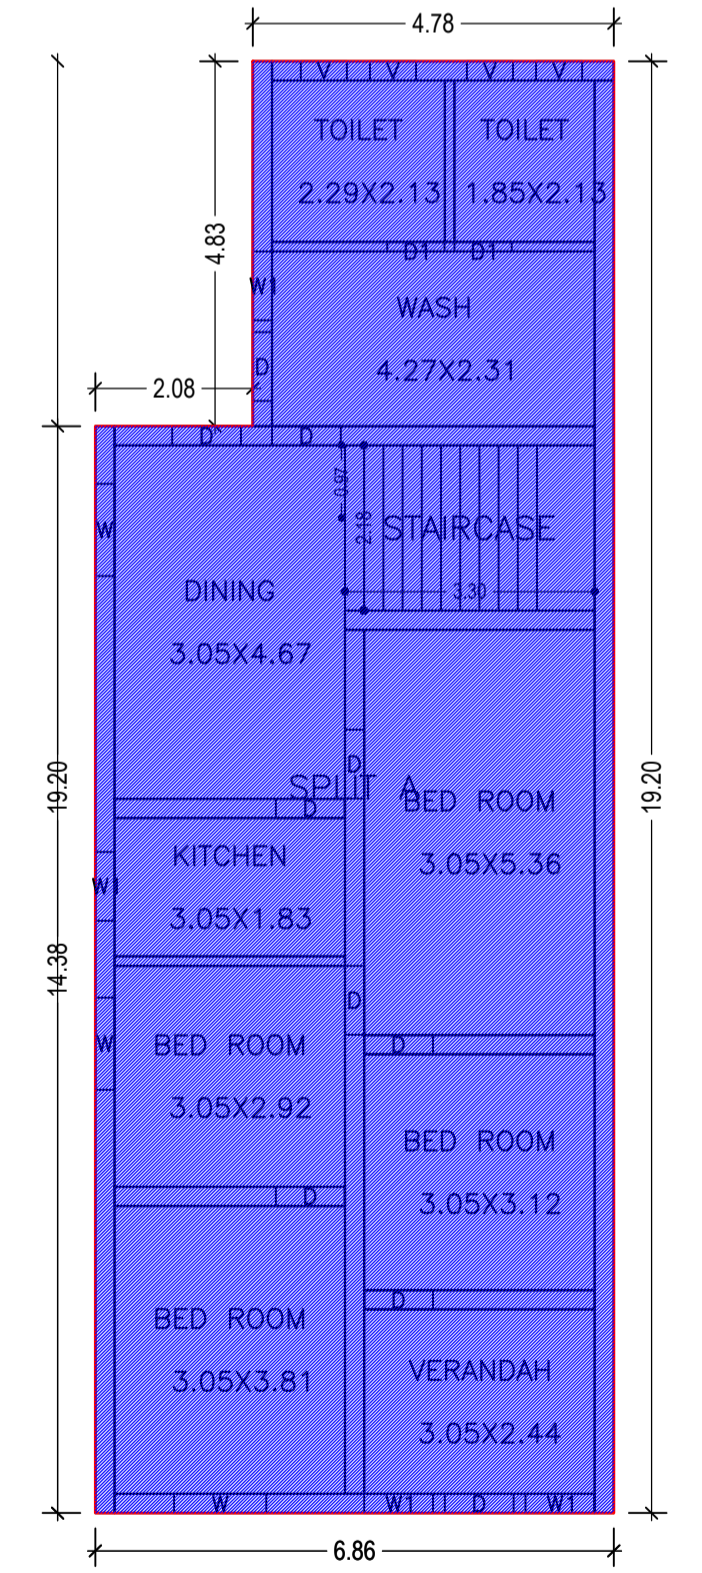 4.78
V V V V
TOILET TOILET
2.29X2.13 1.85X2.13
4.83
D1 D1
W1
WASH
4.27X2.31
D
2.08
D D
0.97
2.18
STAIRCASE
W
3.30
DINING
3.05X4.67
D
19.20
19.20
SPLIT A
BED ROOM
D
KITCHEN
3.05X5.36
W1
3.05X1.83
14.38
D
BED ROOM
W
D
3.05X2.92
BED ROOM
D
3.05X3.12
D
BED ROOM
3.05X3.81
VERANDAH
3.05X2.44
W W1 D W1
6.86